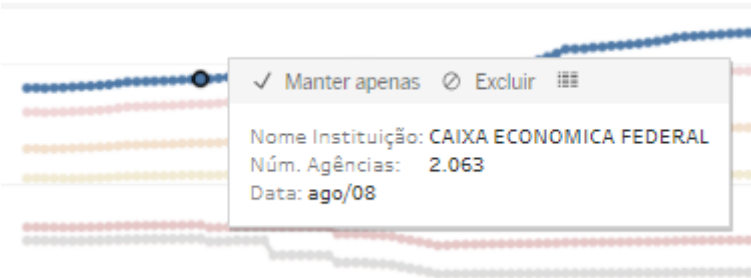 Manter apenas Excluir
Nome Instituição: CAIXA ECONOMICA FEDERAL
Núm. Agências: 2.063
Data: ago/08